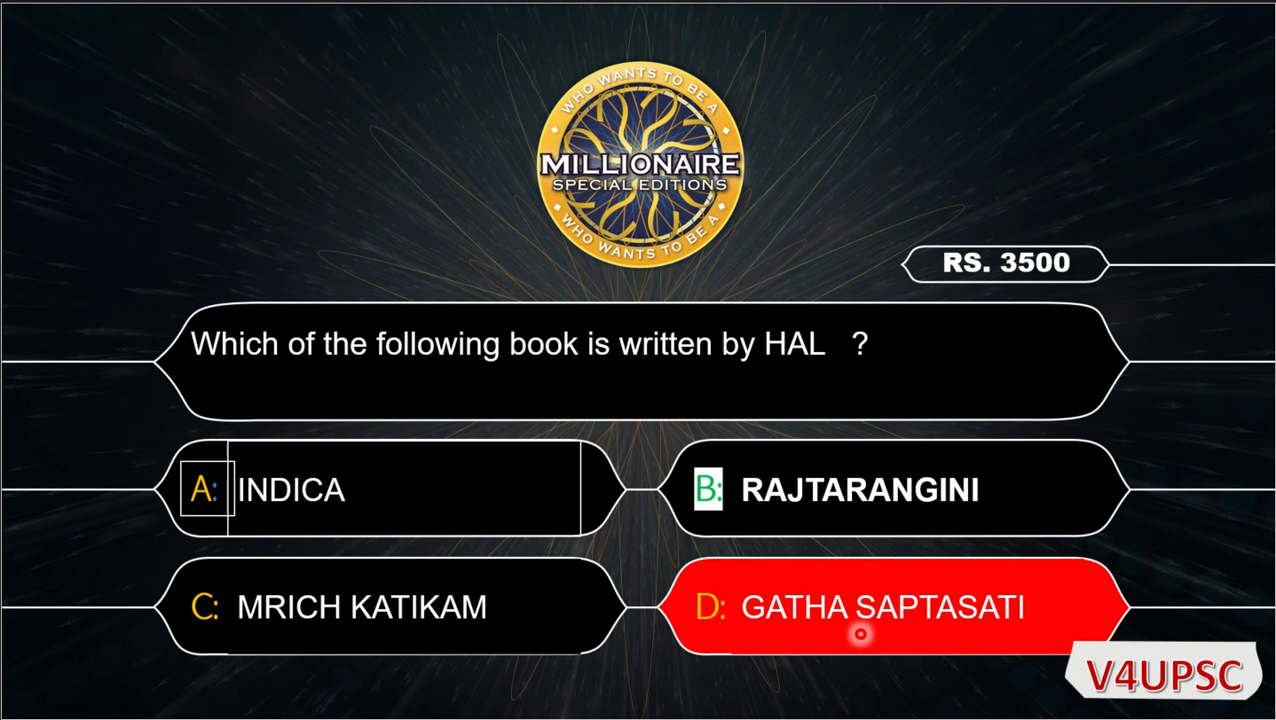 WHO WANTS TO BE A
MILLIONAIRE
SPECIAL EDITIONS
WHO WANTS TO BE A
RS. 3500
Which of the following book is written by HAL ?
A: INDICA
B: RAJTARANGINI
C: MRICH KATIKAM
D: GATHA SAPTASATI
V4UPSC